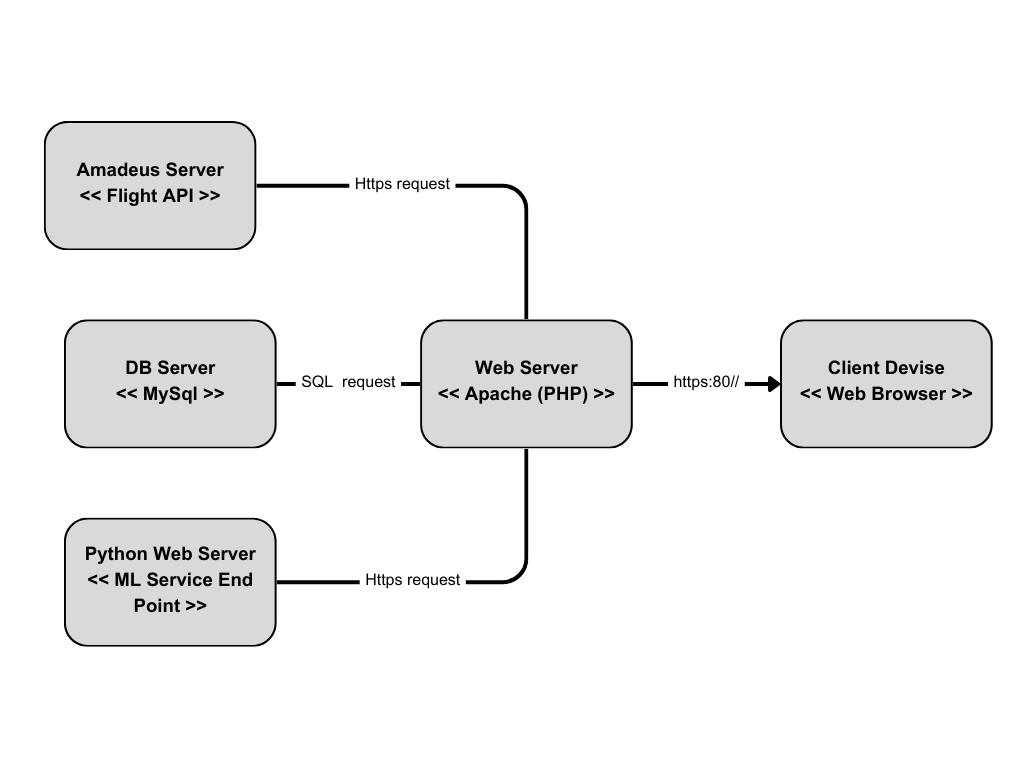 Amadeus Server
<< Flight API >>
Https request
DB Server
<< MySql >>
SQL  request
Web Server
<< Apache (PHP) >>
https:80//
Client Devise
<< Web Browser >>
Python Web Server
<< ML Service End
Point >>
Https request